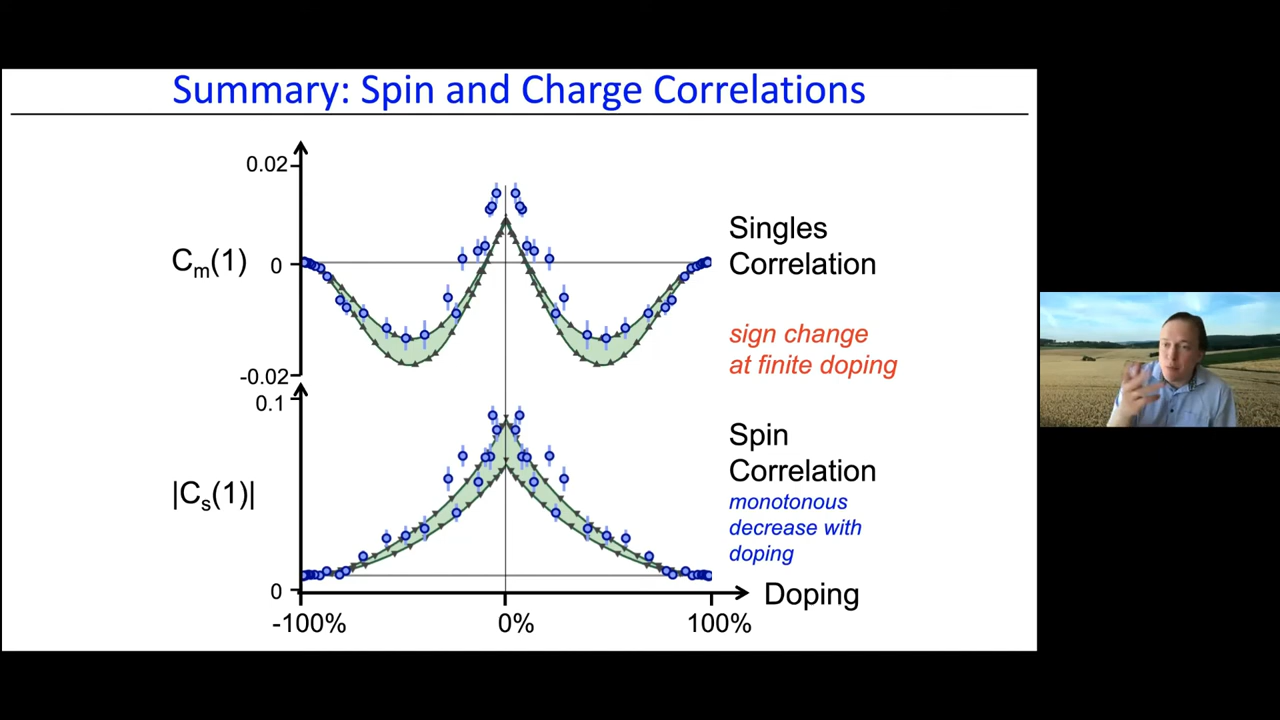 Summary: Spin and Charge Correlations
0.02
0
-0.02
Cm(1)
Singles
Correlation
sign change
at finite doping
0.1
0
|Cs(1)|
Spin
Correlation
monotonous
decrease with
doping
Doping
-100%
0%
100%